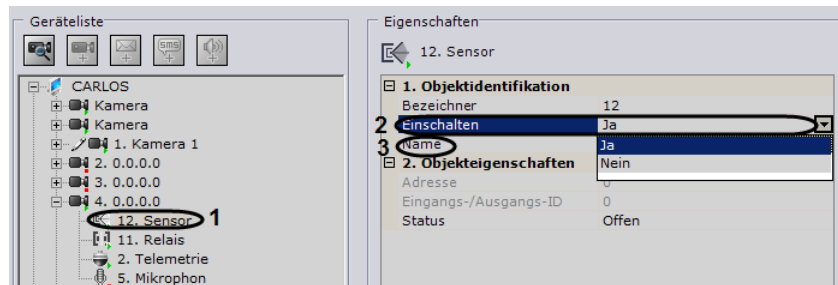 Geräteliste
sms
CARLOS
Kamera
Kamera
1. Kamera 1
2. 0.0.0.0
3. 0.0.0.0
4. 0.0.0.0
12. Sensor 1
11. Relais
2. Telemetrie
5. Mikrophon
Eigenschaften
12. Sensor
1. Objektidentifikation
Bezeichner 12
2 Einschalten Ja
3 Name Ja
2. Objekteigenschaften Nein
Adresse 0
Eingangs-/Ausgangs-ID 0
Status Offen